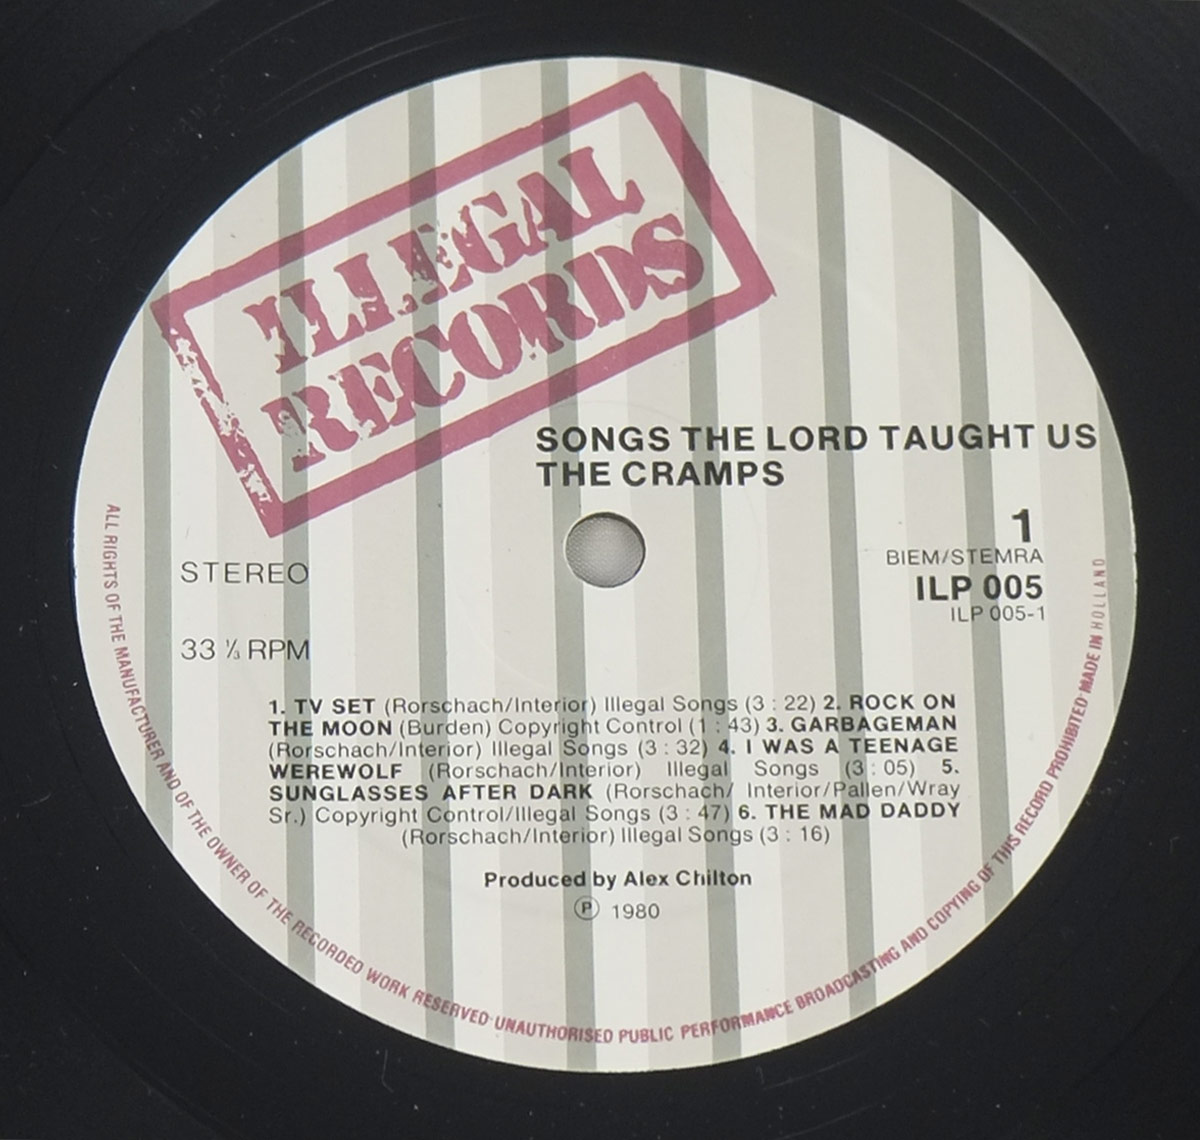 ILLEGAL
RECORDS
SONGS THE LORD TAUGHT US
THE CRAMPS
1
BIEM/STEMRA
ILP 005
ILP 005-1
STEREO
33 ⅓ RPM
1. TV SET (Rorschach/Interior) Illegal Songs (3 : 22) 2. ROCK ON
THE MOON (Burden) Copyright Control (1 : 43) 3. GARBAGEMAN
(Rorschach/Interior) Illegal Songs (3 : 32) 4. I WAS A TEENAGE
WEREWOLF (Rorschach/Interior) Illegal Songs (3 : 05) 5.
SUNGLASSES AFTER DARK (Rorschach/ Interior/Pallen/Wray
Sr.) Copyright Control/Illegal Songs (3 : 47) 6. THE MAD DADDY
(Rorschach/Interior) Illegal Songs (3 : 16)
Produced by Alex Chilton
℗ 1980
ALL RIGHTS OF THE MANUFACTURER AND OF THE OWNER OF THE RECORDED WORK RESERVED·UNAUTHORISED PUBLIC PERFORMANCE BROADCASTING AND COPYING OF THIS RECORD PROHIBITED·MADE IN HOLLAND